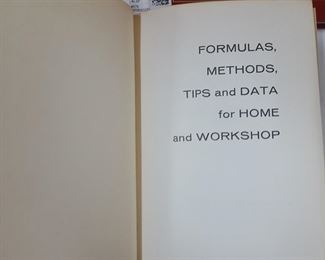 FORMULAS,
METHODS,
TIPS and DATA
for HOME
and WORKSHOP